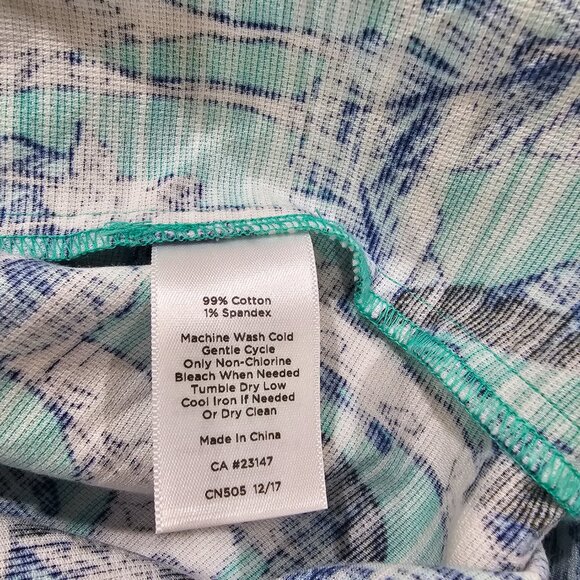 99% Cotton
1% Spandex
Machine Wash Cold
Gentle Cycle
Only Non-Chlorine
Bleach When Needed
Tumble Dry Low
Cool Iron If Needed
Or Dry Clean
Made In China
CA #23147
CN505 12/17